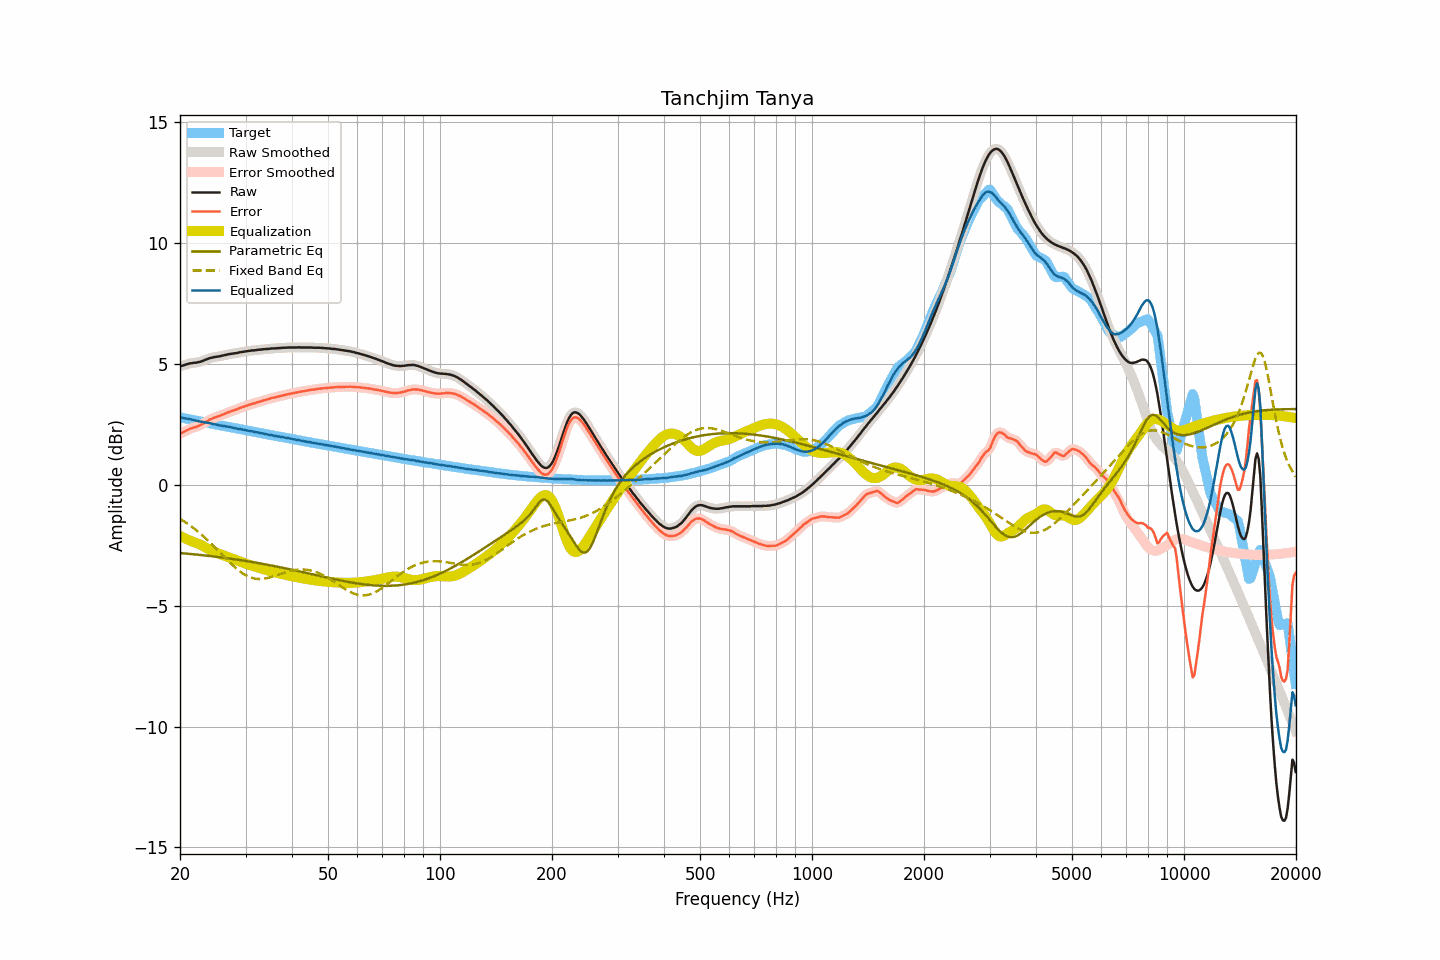 Tanchjim Tanya
Target
Raw Smoothed
Error Smoothed
Raw
Error
Equalization
Parametric Eq
Fixed Band Eq
Equalized
15
10
5
0
−5
−10
−15
Amplitude (dBr)
20
50
100
200
500
1000
2000
5000
10000
20000
Frequency (Hz)